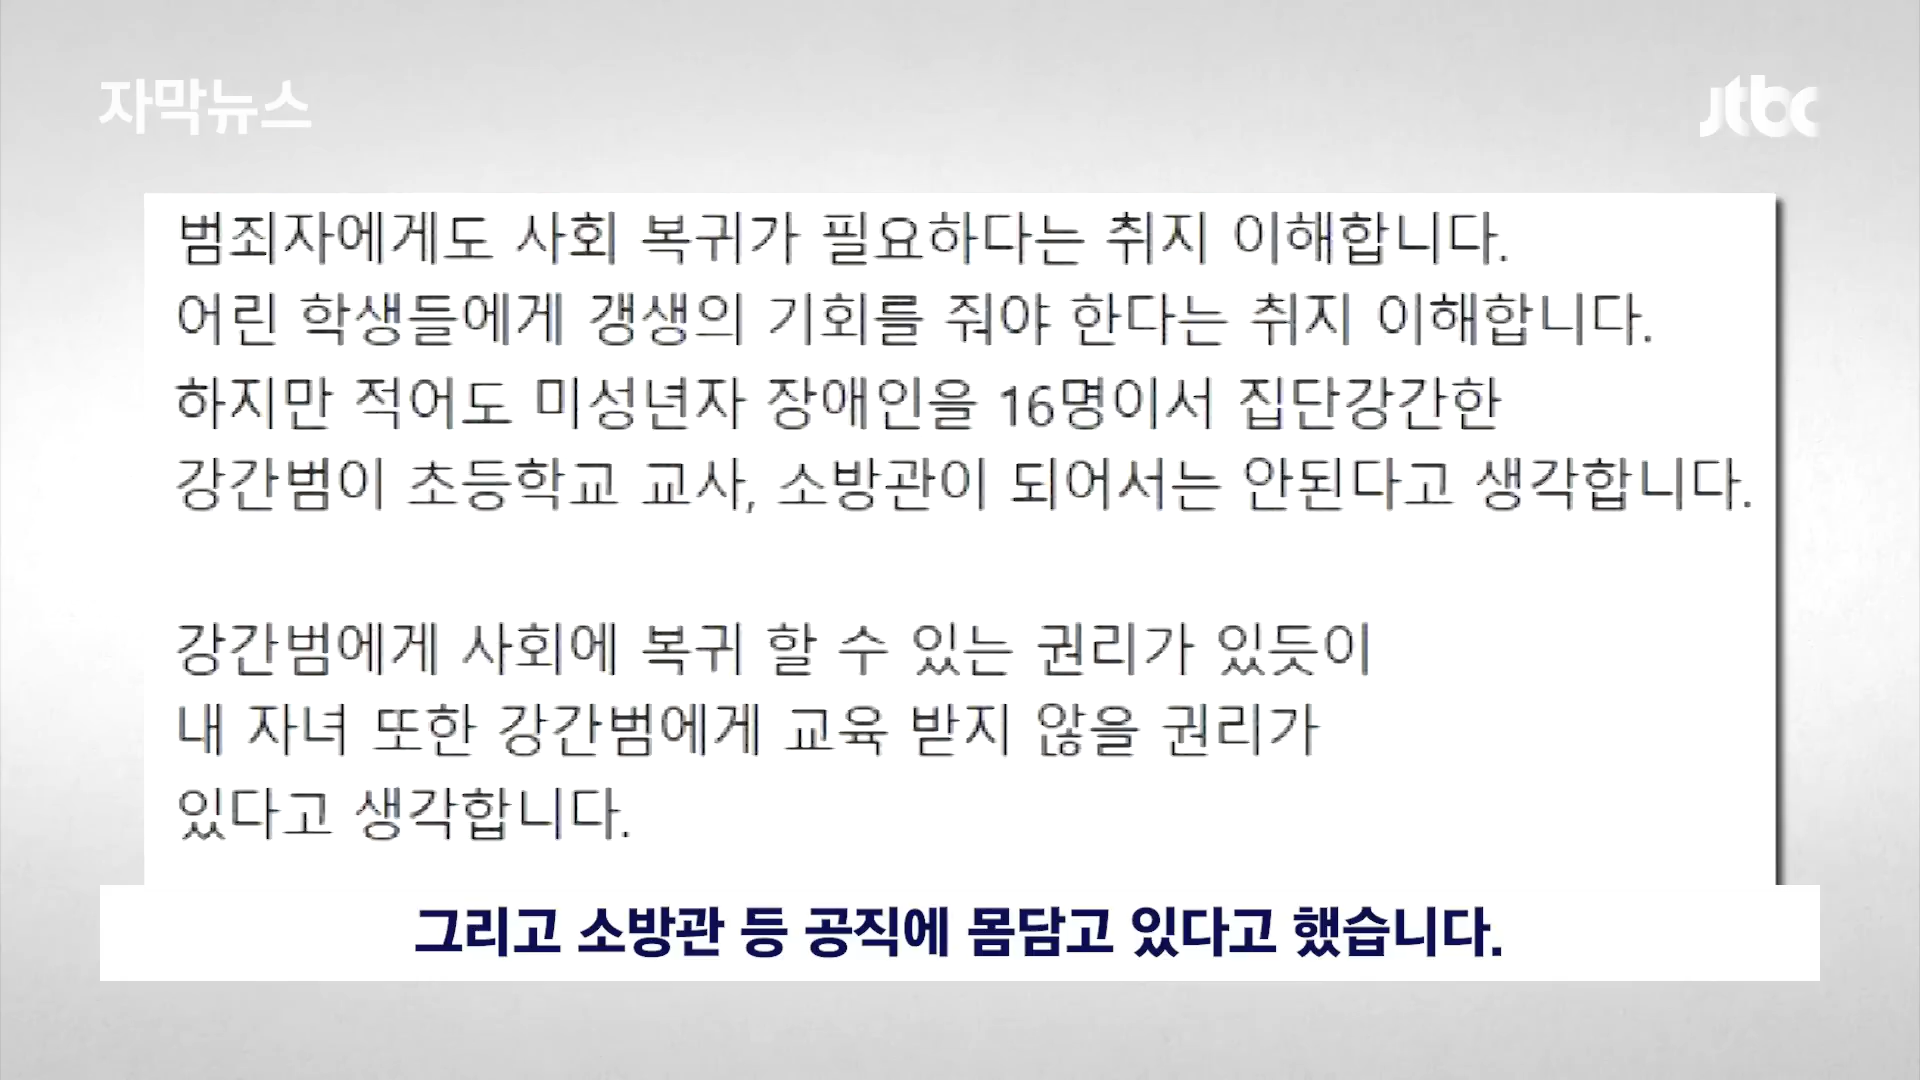 자막뉴스
jtbc
범죄자에게도 사회 복귀가 필요하다는 취지 이해합니다.
어린 학생들에게 갱생의 기회를 줘야 한다는 취지 이해합니다.
하지만 적어도 미성년자 장애인을 16명이서 집단강간한
강간범이 초등학교 교사, 소방관이 되어서는 안된다고 생각합니다.
강간범에게 사회에 복귀 할 수 있는 권리가 있듯이
내 자녀 또한 강간범에게 교육 받지 않을 권리가
있다고 생각합니다.
그리고 소방관 등 공직에 몸담고 있다고 했습니다.